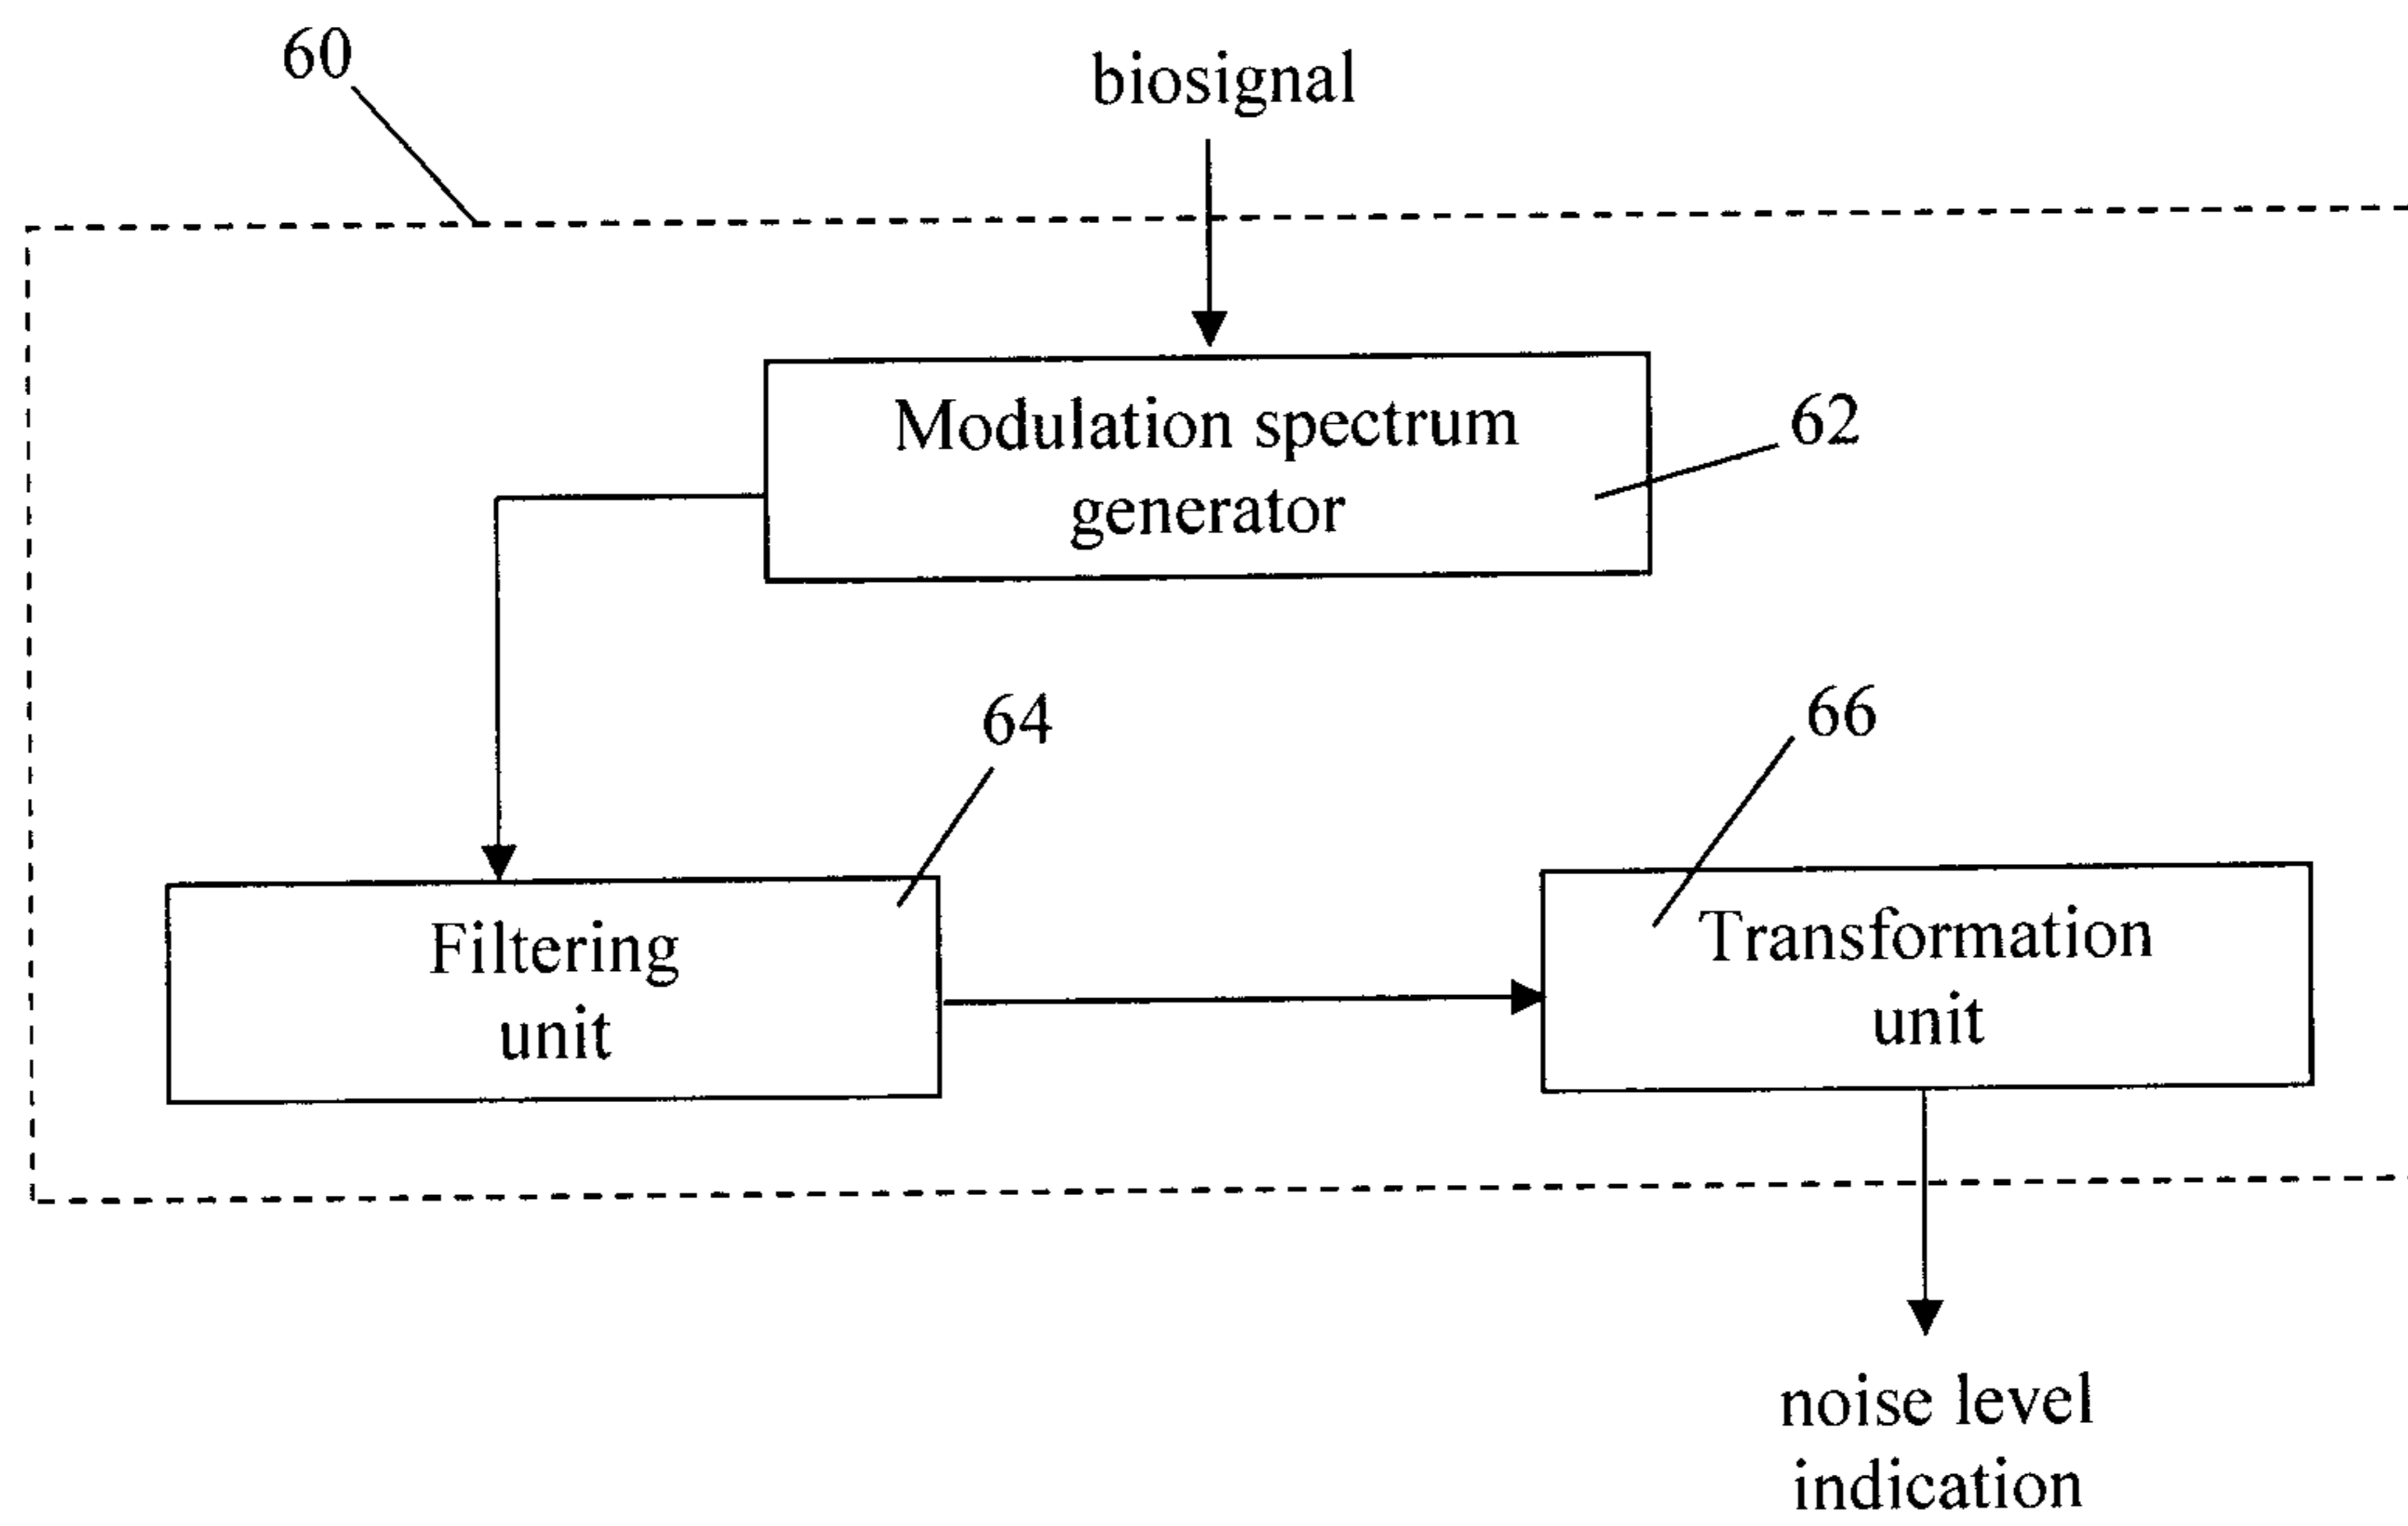 60
biosignal
Modulation spectrum
generator
62
64
66
Filtering
unit
Transformation
unit
noise level
indication